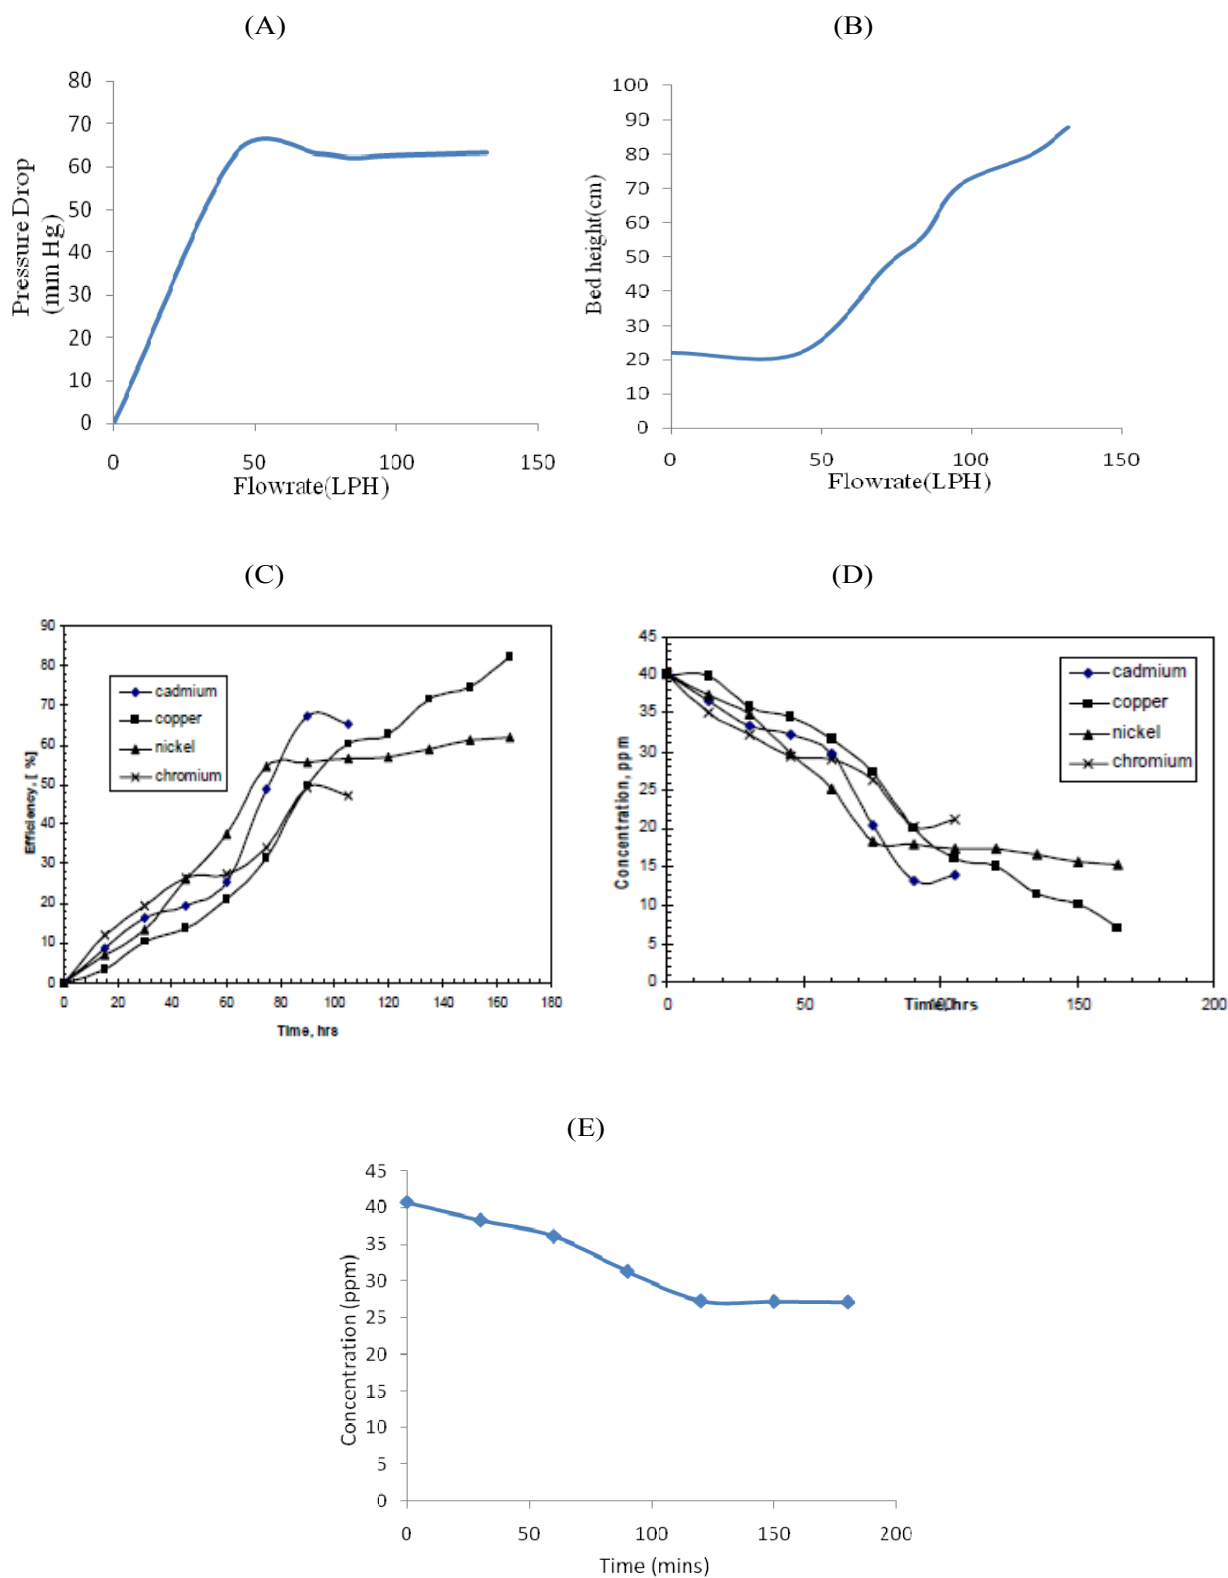 (A)
(B)
80
70
60
50
40
30
20
10
0
Pressure Drop
(mm Hg)
0 50 100 150
Flowrate(LPH)
100
90
80
70
60
50
40
30
20
10
0
Bed height(cm)
0 50 100 150
Flowrate(LPH)
(C)
(D)
90
80
70
60
50
40
30
20
10
0
Efficiency, [ %]
cadmium
copper
nickel
chromium
0 20 40 60 80 100 120 140 160 180
Time, hrs
45
40
35
30
25
20
15
10
5
0
Concentration, ppm
cadmium
copper
nickel
chromium
0 50 100 150 200
Time, hrs
(E)
45
40
35
30
25
20
15
10
5
0
Concentration (ppm)
0 50 100 150 200
Time (mins)